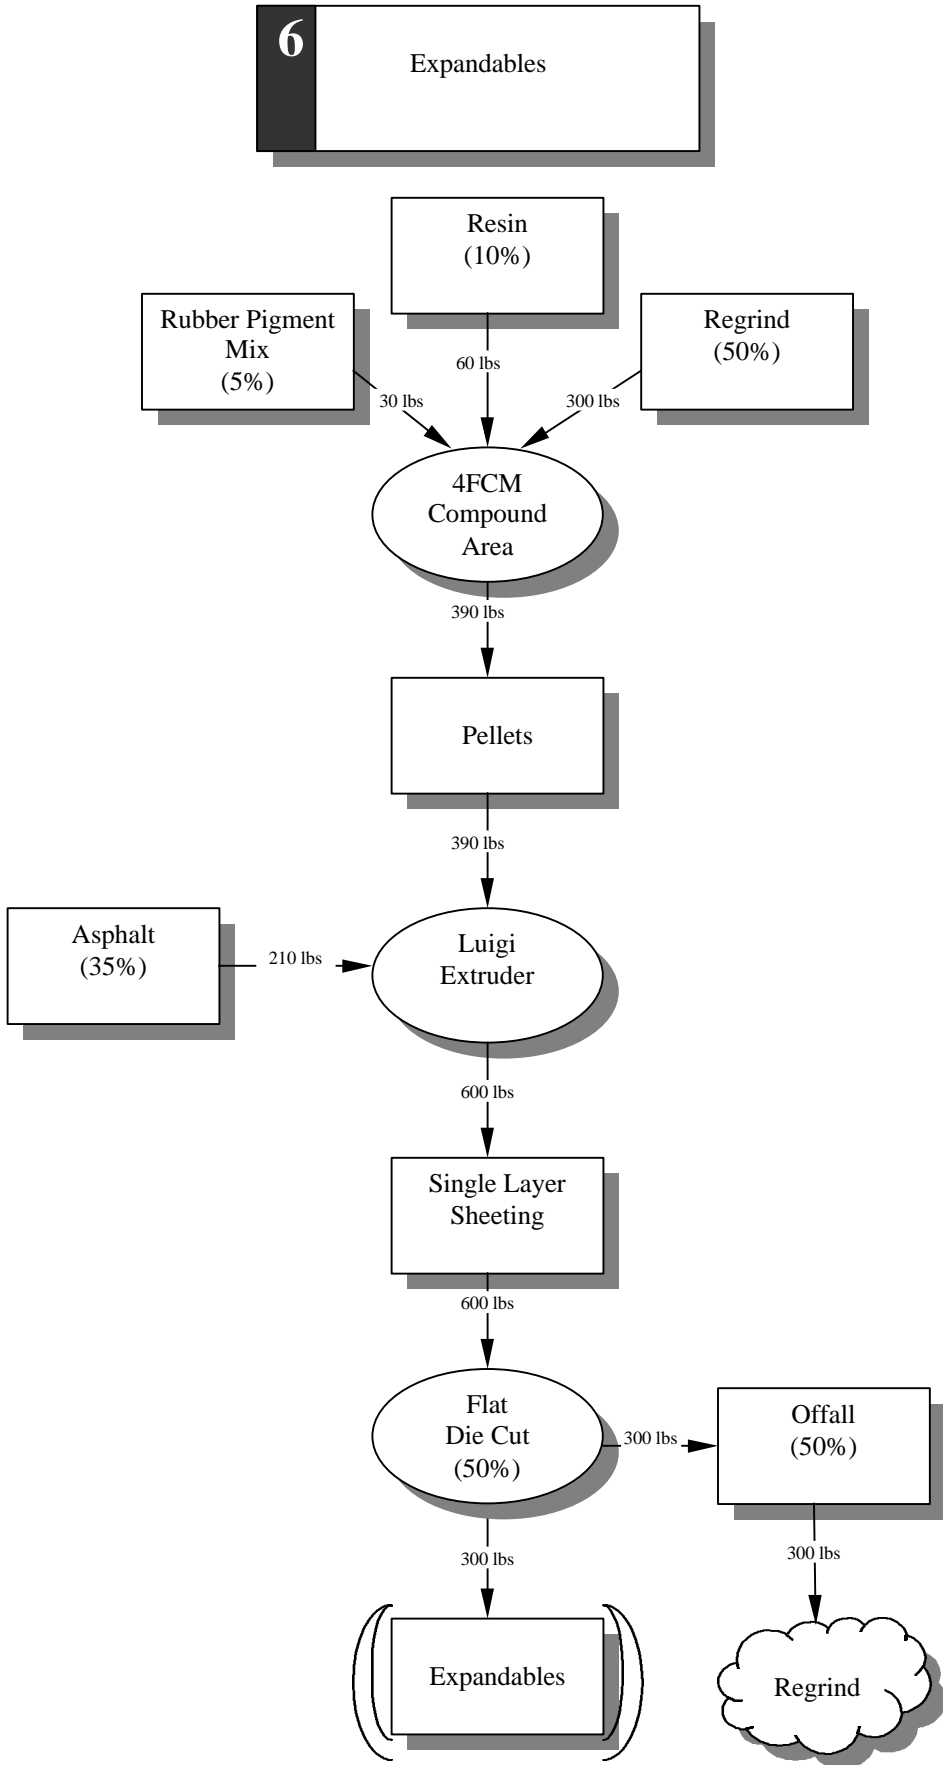 6
Expandables
Resin
(10%)
Rubber Pigment
Mix
(5%)
Regrind
(50%)
60 lbs
30 lbs
300 lbs
4FCM
Compound
Area
390 lbs
Pellets
390 lbs
Asphalt
(35%)
210 lbs
Luigi
Extruder
600 lbs
Single Layer
Sheeting
600 lbs
Flat
Die Cut
(50%)
300 lbs
Offall
(50%)
300 lbs
300 lbs
Expandables
Regrind